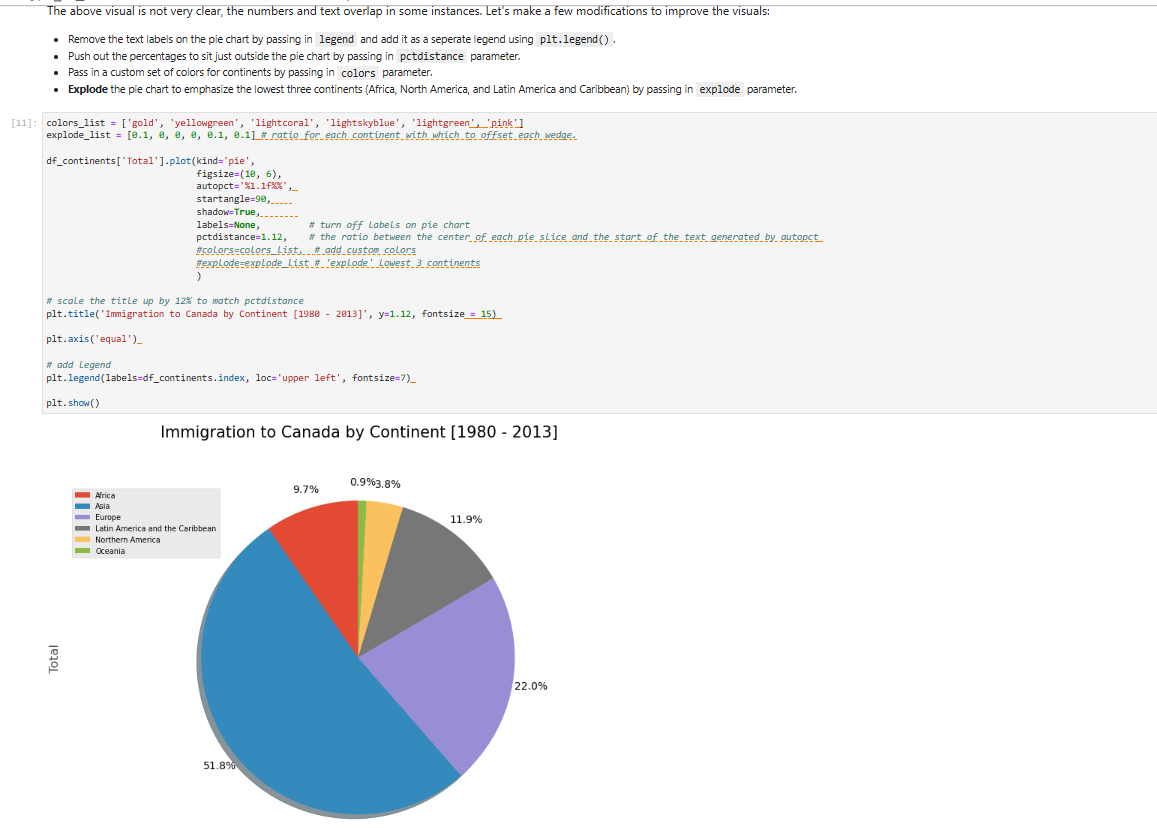 The above visual is not very clear, the numbers and text overlap in some instances. Let's make a few modifications to improve the visuals:
• Remove the text labels on the pie chart by passing in legend and add it as a seperate legend using plt.legend() .
• Push out the percentages to sit just outside the pie chart by passing in pctdistance parameter.
• Pass in a custom set of colors for continents by passing in colors parameter.
• Explode the pie chart to emphasize the lowest three continents (Africa, North America, and Latin America and Caribbean) by passing in explode parameter.
[11]: colors_list = ['gold', 'yellowgreen', 'lightcoral', 'lightskyblue', 'lightgreen', 'pink']
explode_list = [0.1, 0, 0, 0, 0.1, 0.1] # ratio for each continent with which to offset each wedge.
df_continents['Total'].plot(kind='pie',
figsize=(10, 6),
autopct='%1.1f%%',
startangle=90,
shadow=True,
labels=None, # turn off labels on pie chart
pctdistance=1.12, # the ratio between the center of each pie slice and the start of the text generated by autopct
#colors=colors_list, # add custom colors
#explode=explode_list # 'explode' lowest 3 continents
)
# scale the title up by 12% to match pctdistance
plt.title('Immigration to Canada by Continent [1980 - 2013]', y=1.12, fontsize = 15)
plt.axis('equal')
# add legend
plt.legend(labels=df_continents.index, loc='upper left', fontsize=7)
plt.show()
Immigration to Canada by Continent [1980 - 2013]
9.7%
0.9%
3.8%
11.9%
Africa
Asia
Europe
Latin America and the Caribbean
Northern America
Oceania
Total
22.0%
51.8%